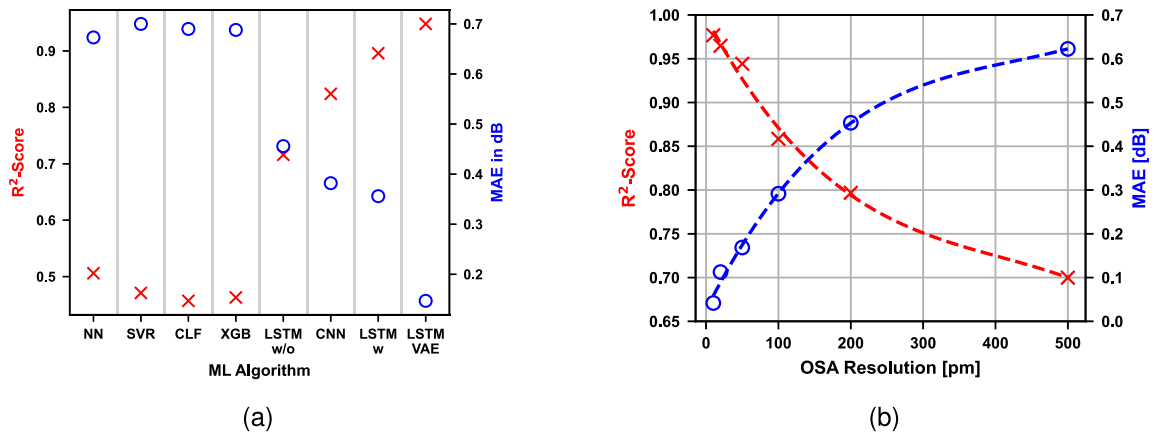 0.9
0.8
0.7
0.6
0.5
R²-Score
0.7
0.6
0.5
0.4
0.3
0.2
MAE in dB
NN SVR CLF XGB LSTM w/o CNN LSTM w LSTM VAE
ML Algorithm
(a)
1.00
0.95
0.90
0.85
0.80
0.75
0.70
0.65
R²-Score
0.7
0.6
0.5
0.4
0.3
0.2
0.1
0.0
MAE [dB]
0 100 200 300 400 500
OSA Resolution [pm]
(b)